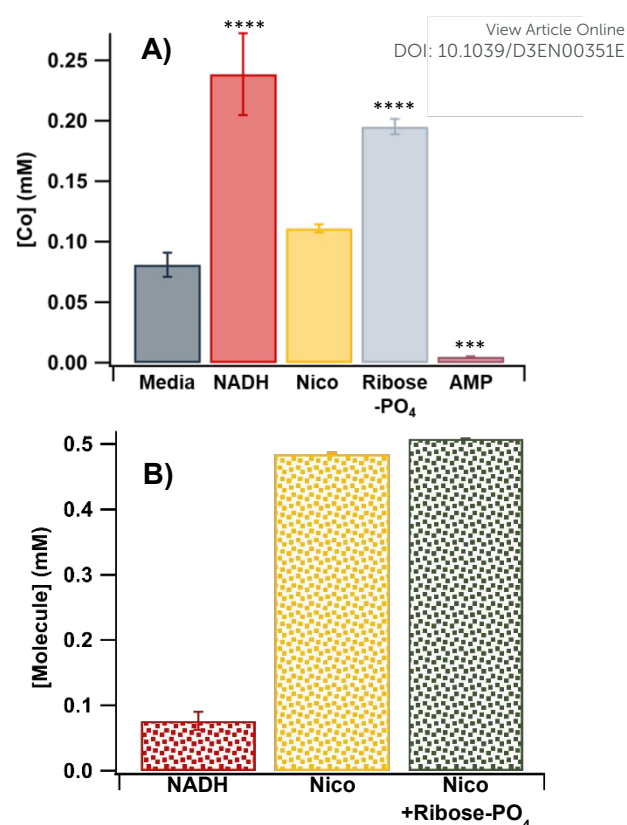 View Article Online
DOI: 10.1039/D3EN00351E
A)
****
****
***
[Co] (mM)
0.25
0.20
0.15
0.10
0.05
0.00
Media NADH Nico Ribose AMP
-PO₄
B)
[Molecule] (mM)
0.5
0.4
0.3
0.2
0.1
0.0
NADH Nico Nico
+Ribose-PO₄